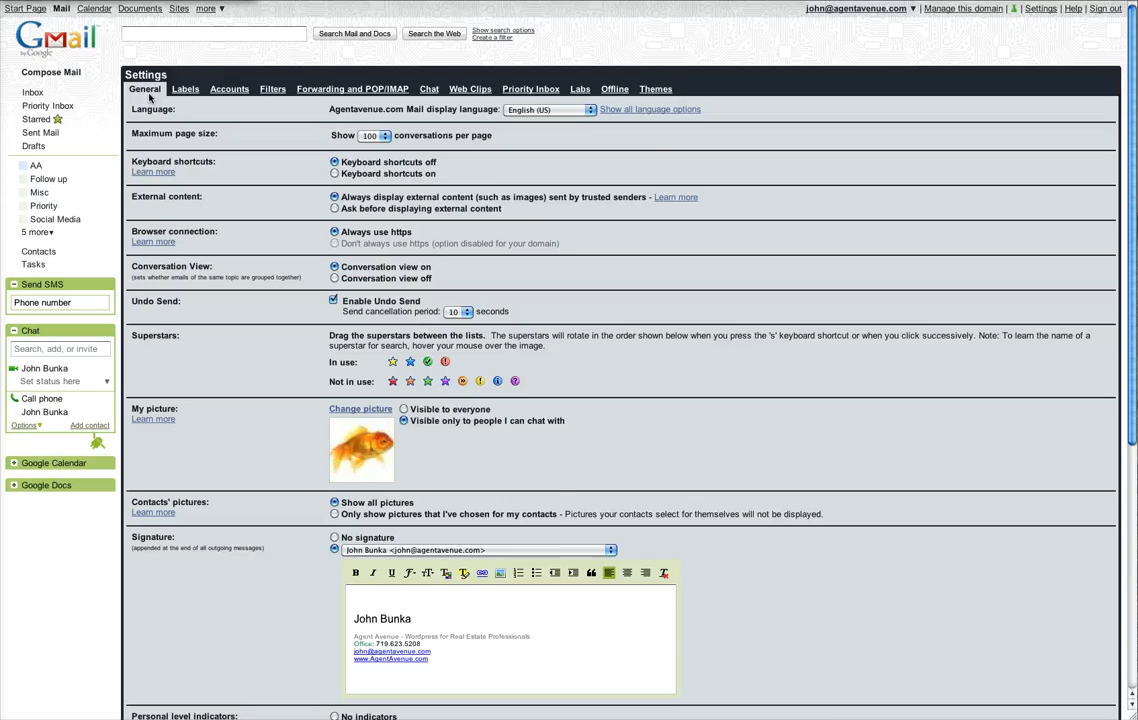 Start Page Mail Calendar Documents Sites more ▼
john@agentavenue.com ▼ | Manage this domain | Settings | Help | Sign out
Gmail
by Google
Search Mail and Docs
Search the Web
Show search options
Create a filter
Compose Mail
Inbox
Priority Inbox
Starred
Sent Mail
Drafts
AA
Follow up
Misc
Priority
Social Media
5 more▼
Contacts
Tasks
Send SMS
Phone number
Chat
Search, add, or invite
John Bunka
Set status here ▼
Call phone
John Bunka
Options▼ Add contact
Google Calendar
Google Docs
Settings
General Labels Accounts Filters Forwarding and POP/IMAP Chat Web Clips Priority Inbox Labs Offline Themes
Language: Agentavenue.com Mail display language: English (US) Show all language options
Maximum page size: Show 100 conversations per page
Keyboard shortcuts: Keyboard shortcuts off
Learn more Keyboard shortcuts on
External content: Always display external content (such as images) sent by trusted senders - Learn more
Ask before displaying external content
Browser connection: Always use https
Learn more Don't always use https (option disabled for your domain)
Conversation View: Conversation view on
(sets whether emails of the same topic are grouped together) Conversation view off
Undo Send: Enable Undo Send
Send cancellation period: 10 seconds
Superstars: Drag the superstars between the lists. The superstars will rotate in the order shown below when you press the 's' keyboard shortcut or when you click successively. Note: To learn the name of a
superstar for search, hover your mouse over the image.
In use:
Not in use:
My picture: Change picture Visible to everyone
Learn more Visible only to people I can chat with
Contacts' pictures: Show all pictures
Learn more Only show pictures that I've chosen for my contacts - Pictures your contacts select for themselves will not be displayed.
Signature: No signature
(appended at the end of all outgoing messages) John Bunka <john@agentavenue.com>
B I U
John Bunka
Agent Avenue - Wordpress for Real Estate Professionals
Office: 719.623.5208
john@agentavenue.com
www.AgentAvenue.com
Personal level indicators: No indicators